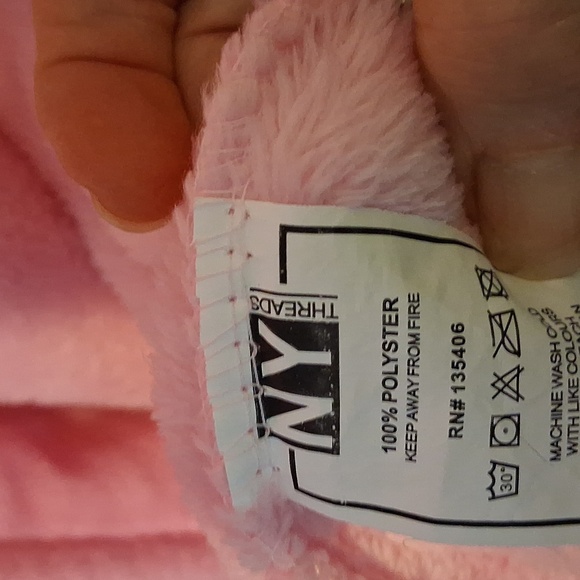 NY
THREADS
100% POLYSTER
KEEP AWAY FROM FIRE
RN# 135406
30°
MACHINE WASH
WITH LIKE